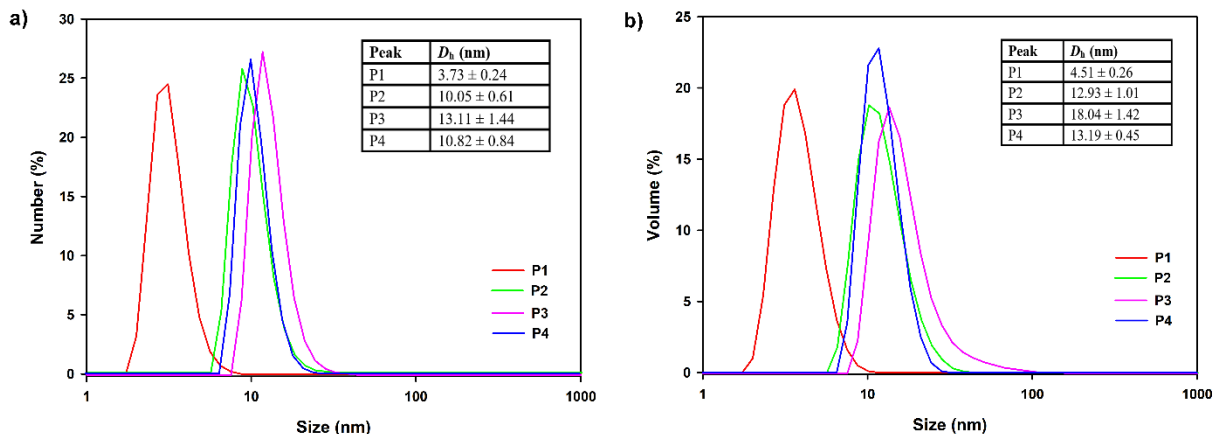 a)
30
25
20
15
10
5
0
Number (%)
Peak Dh (nm)
P1 3.73 ± 0.24
P2 10.05 ± 0.61
P3 13.11 ± 1.44
P4 10.82 ± 0.84
P1
P2
P3
P4
1 10 100 1000
Size (nm)
b)
25
20
15
10
5
0
Volume (%)
Peak Dh (nm)
P1 4.51 ± 0.26
P2 12.93 ± 1.01
P3 18.04 ± 1.42
P4 13.19 ± 0.45
P1
P2
P3
P4
1 10 100 1000
Size (nm)